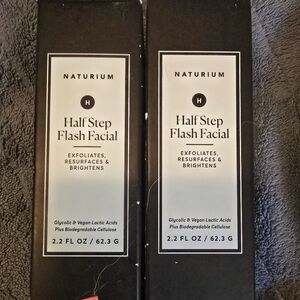 NATURIUM
H
Half Step
Flash Facial
EXFOLIATES,
RESURFACES &
BRIGHTENS
Glycolic & Vegan Lactic Acids
Plus Biodegradable Cellulose
2.2 FL OZ / 62.3 G
NATURIUM
H
Half Step
Flash Facial
EXFOLIATES,
RESURFACES &
BRIGHTENS
Glycolic & Vegan Lactic Acids
Plus Biodegradable Cellulose
2.2 FL OZ / 62.3 G